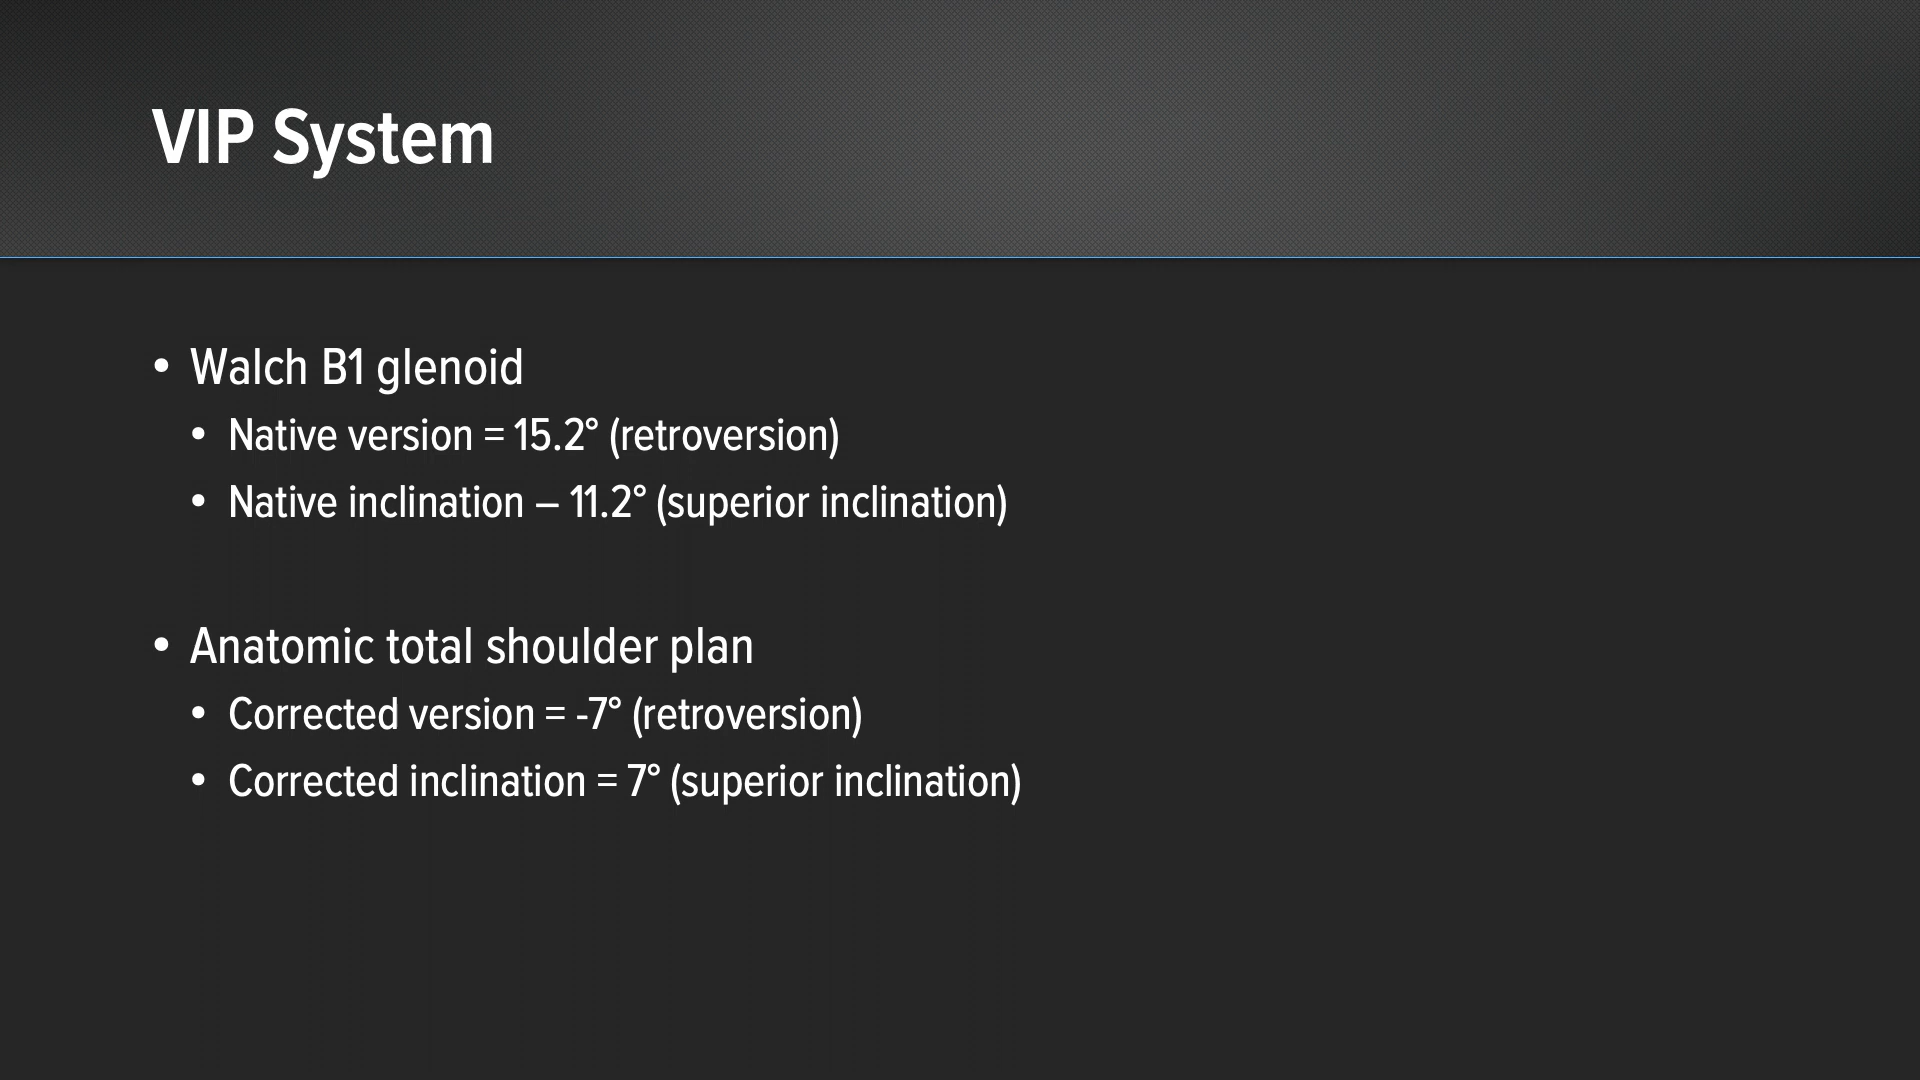 VIP System
• Walch B1 glenoid
• Native version = 15.2° (retroversion)
• Native inclination – 11.2° (superior inclination)
• Anatomic total shoulder plan
• Corrected version = -7° (retroversion)
• Corrected inclination = 7° (superior inclination)